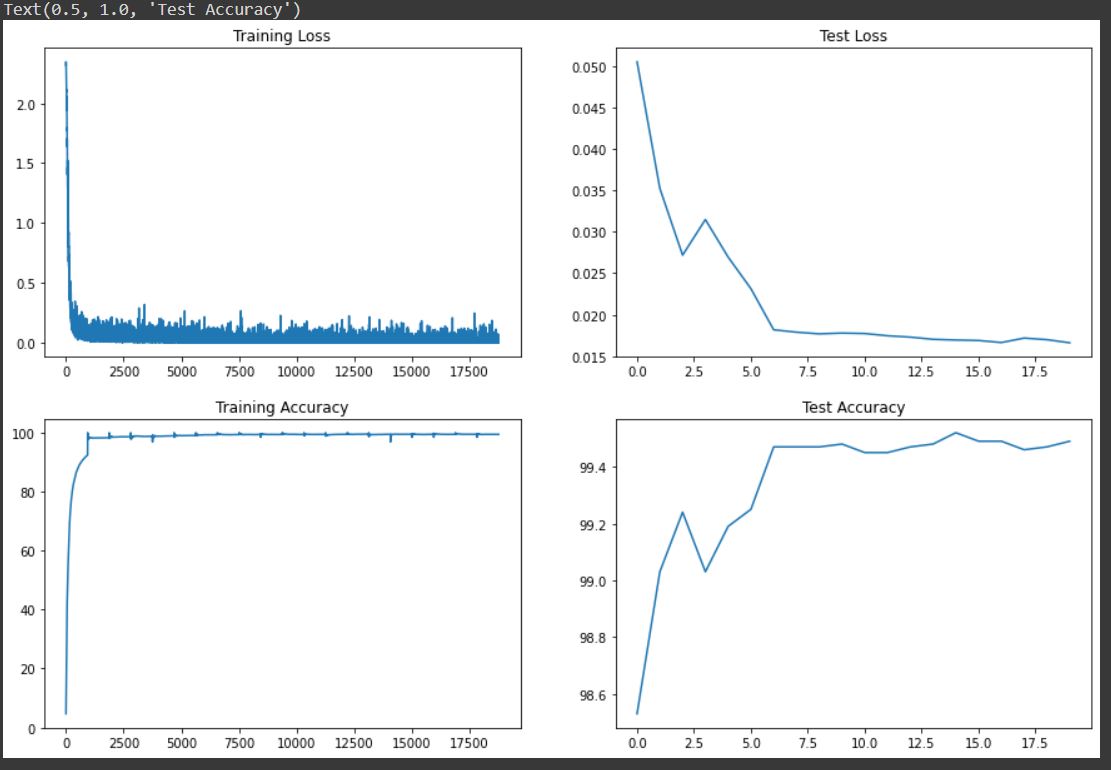 Text(0.5, 1.0, 'Test Accuracy')
Training Loss
2.0
1.5
1.0
0.5
0.0
0 2500 5000 7500 10000 12500 15000 17500
Test Loss
0.050
0.045
0.040
0.035
0.030
0.025
0.020
0.015
0.0 2.5 5.0 7.5 10.0 12.5 15.0 17.5
Training Accuracy
100
80
60
40
20
0
0 2500 5000 7500 10000 12500 15000 17500
Test Accuracy
99.4
99.2
99.0
98.8
98.6
0.0 2.5 5.0 7.5 10.0 12.5 15.0 17.5